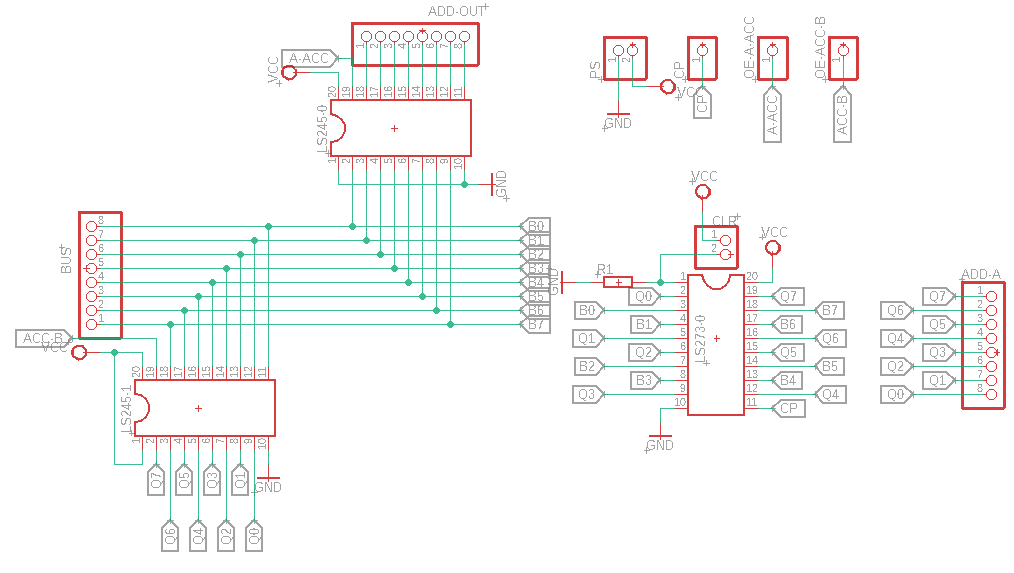 ADD-OUT
1 2 3 4 5 6 7 8
A-ACC
VCC
20 19 18 17 16 15 14 13 12 11
LS245-0
1 2 3 4 5 6 7 8 9 10
GND
PS
1 2
VCC
GND
CP
1
CP
OE-A-ACC
1
A-ACC
OE-ACC-B
1
ACC-B
BUS
8
7
6
5
4
3
2
1
B0
B1
B2
B3
B4
B5
B6
B7
ACC-B
VCC
20 19 18 17 16 15 14 13 12 11
LS245-1
1 2 3 4 5 6 7 8 9 10
GND
Q7 Q5 Q3 Q1
Q6 Q4 Q2 Q0
VCC
CLR
1
2
VCC
GND
R1
1 20
Q0 2 19 Q7
B0 3 18 B7
B1 4 17 B6
Q1 5 16 Q6
Q2 6 15 Q5
B2 7 14 B5
B3 8 13 B4
Q3 9 12 Q4
10 11 CP
LS273-0
GND
ADD-A
Q7 1
Q6 2
Q5 3
Q4 4
Q3 5
Q2 6
Q1 7
Q0 8